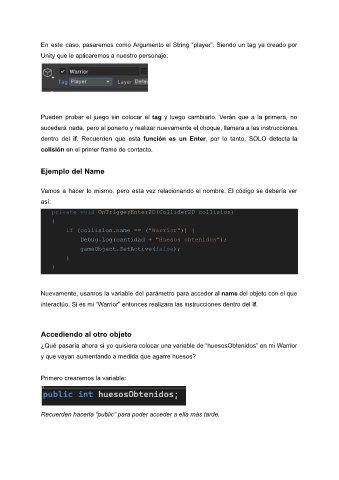 En este caso, pasaremos como Argumento el String “player”. Siendo un tag ya creado por
Unity que le aplicaremos a nuestro personaje:
Warrior
Tag Player Layer Defau
Pueden probar el juego sin colocar el tag y luego cambiarlo. Verán que a la primera, no
sucederá nada, pero al ponerlo y realizar nuevamente el choque, llamara a las instrucciones
dentro del if. Recuerden que esta función es un Enter, por lo tanto, SOLO detecta la
colisión en el primer frame de contacto.
Ejemplo del Name
Vamos a hacer lo mismo, pero esta vez relacionando el nombre. El código se debería ver
así:
private void OnTriggerEnter2D(Collider2D collision)
{
if (collision.name == ("Warrior")) {
Debug.Log(cantidad + "Huesos obtenidos");
gameObject.SetActive(false);
}
}
Nuevamente, usamos la variable del parámetro para acceder al name del objeto con el que
interactúo. Si es mi “Warrior” entonces realizara las instrucciones dentro del if.
Accediendo al otro objeto
¿Qué pasaría ahora si yo quisiera colocar una variable de “huesosObtenidos” en mi Warrior
y que vayan aumentando a medida que agarre huesos?
Primero crearemos la variable:
public int huesosObtenidos;
Recuerden hacerla “public” para poder acceder a ella más tarde.